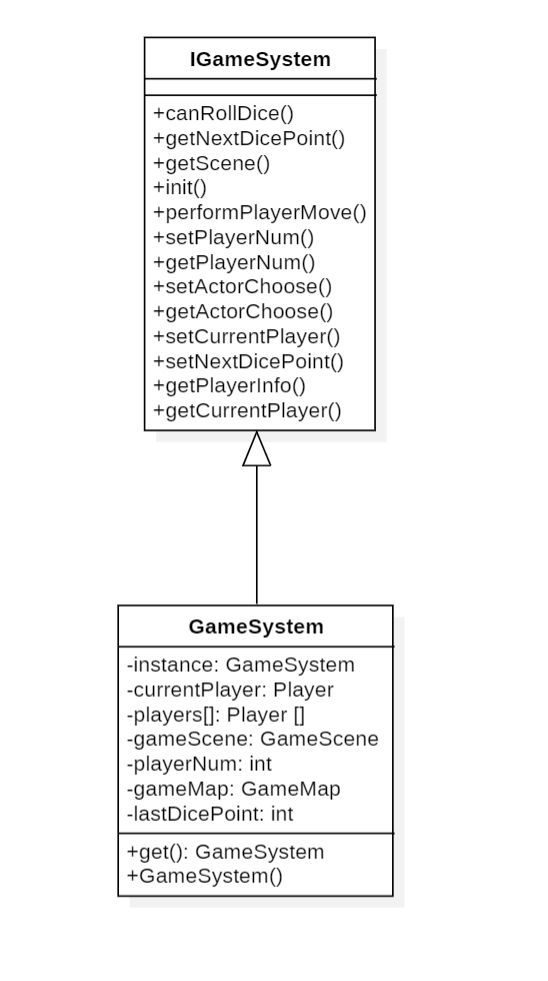 IGameSystem
+canRollDice()
+getNextDicePoint()
+getScene()
+init()
+performPlayerMove()
+setPlayerNum()
+getPlayerNum()
+setActorChoose()
+getActorChoose()
+setCurrentPlayer()
+setNextDicePoint()
+getPlayerInfo()
+getCurrentPlayer()
GameSystem
-instance: GameSystem
-currentPlayer: Player
-players[]: Player []
-gameScene: GameScene
-playerNum: int
-gameMap: GameMap
-lastDicePoint: int
+get(): GameSystem
+GameSystem()